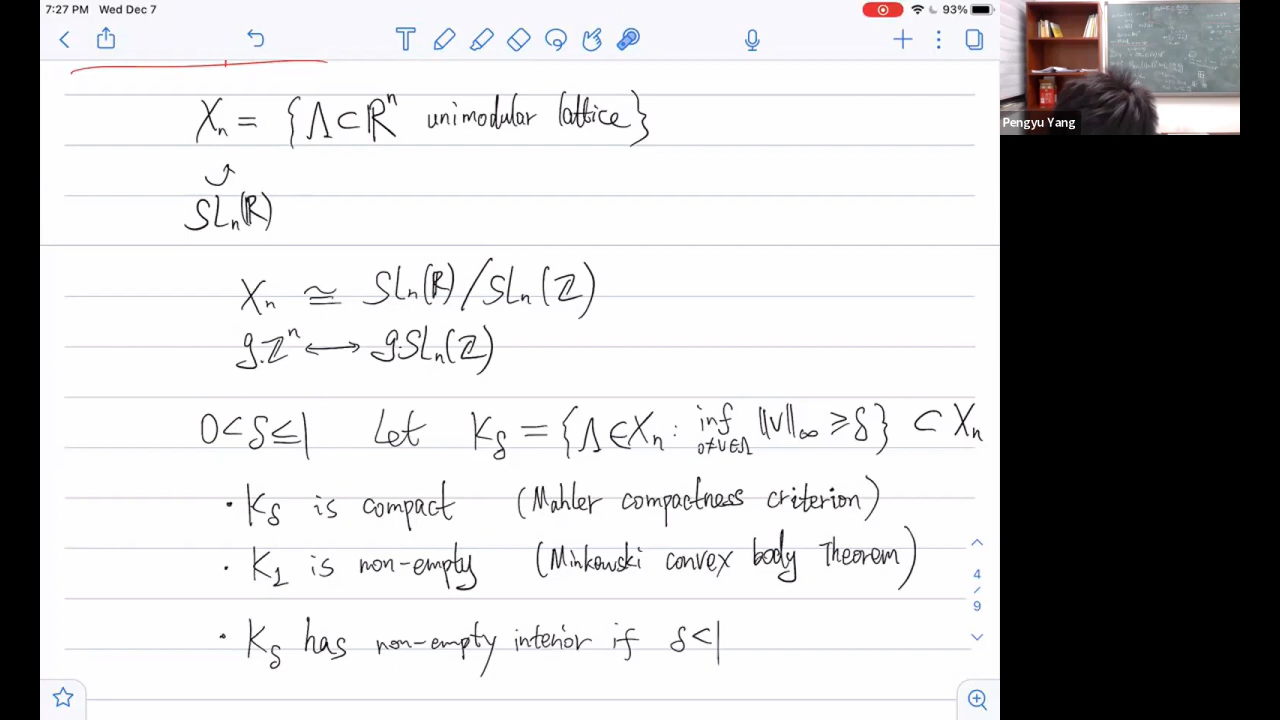 7:27 PM Wed Dec 7
93%
Pengyu Yang
Xₙ = {Λ ⊂ ℝⁿ unimodular lattice}
SLₙ(ℝ)
Xₙ ≅ SLₙ(ℝ)/SLₙ(ℤ)
g.ℤⁿ ⟷ g.SLₙ(ℤ)
0<δ≤1 Let K_δ = {Λ∈Xₙ : inf_{0≠v∈Λ} ‖v‖_∞ ≥ δ} ⊂ Xₙ
• K_δ is compact (Mahler compactness criterion)
• K₁ is non-empty (Minkowski convex body Theorem)
• K_δ has non-empty interior if δ<1
4
/
9